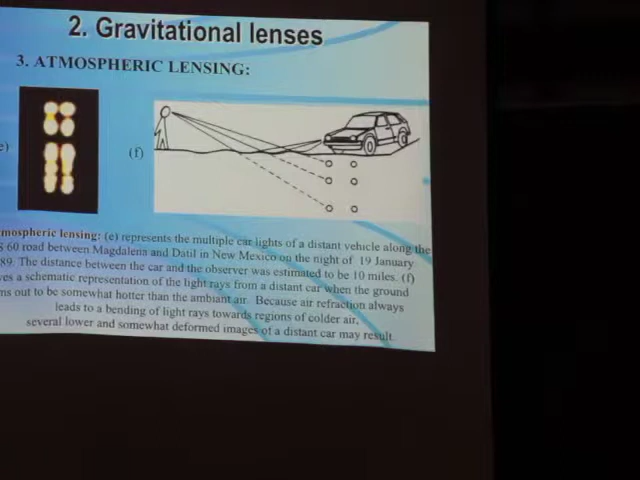 2. Gravitational lenses
3. ATMOSPHERIC LENSING:
e)
(f)
mospheric lensing: (e) represents the multiple car lights of a distant vehicle along the
60 road between Magdalena and Datil in New Mexico on the night of 19 January
89. The distance between the car and the observer was estimated to be 10 miles. (f)
es a schematic representation of the light rays from a distant car when the ground
ns out to be somewhat hotter than the ambiant air. Because air refraction always
leads to a bending of light rays towards regions of colder air,
several lower and somewhat deformed images of a distant car may result.